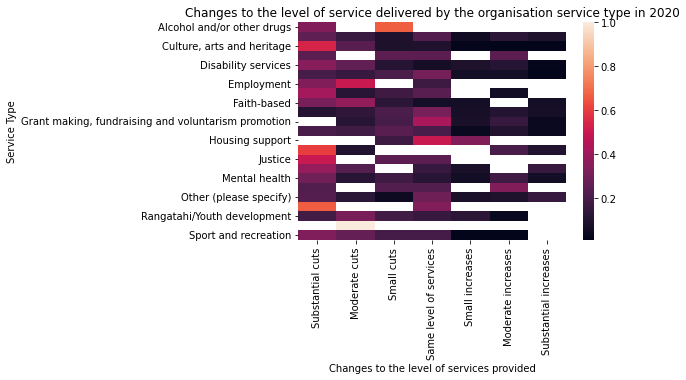 Changes to the level of service delivered by the organisation service type in 2020
Service Type
Alcohol and/or other drugs
Culture, arts and heritage
Disability services
Employment
Faith-based
Grant making, fundraising and voluntarism promotion
Housing support
Justice
Mental health
Other (please specify)
Rangatahi/Youth development
Sport and recreation
Substantial cuts
Moderate cuts
Small cuts
Same level of services
Small increases
Moderate increases
Substantial increases
Changes to the level of services provided
1.0
0.8
0.6
0.4
0.2